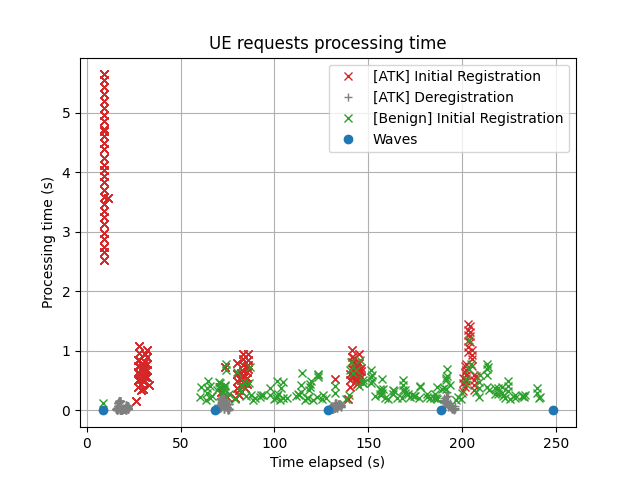 UE requests processing time
[ATK] Initial Registration
[ATK] Deregistration
[Benign] Initial Registration
Waves
Processing time (s)
5
4
3
2
1
0
0
50
100
150
200
250
Time elapsed (s)